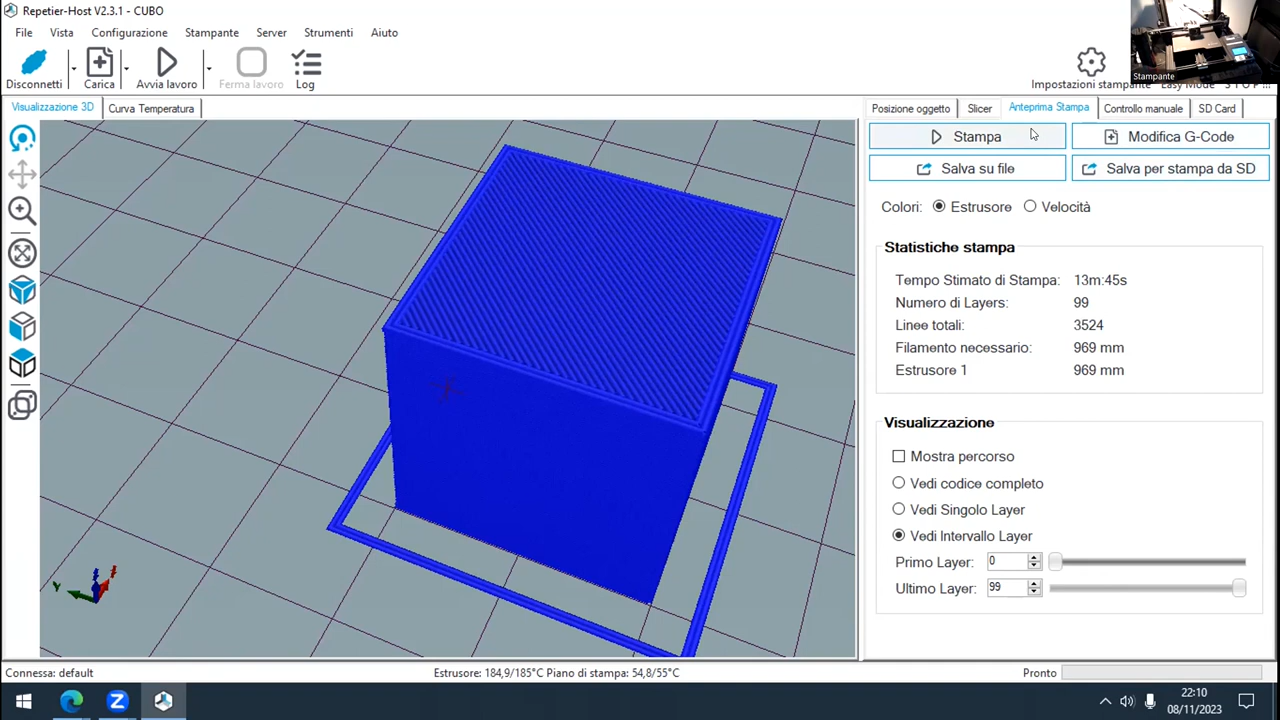 Repetier-Host V2.3.1 - CUBO
File Vista Configurazione Stampante Server Strumenti Aiuto
Disconnetti Carica Avvia lavoro Ferma lavoro Log
Impostazioni stampante Easy Mode
Stampante
Visualizzazione 3D Curva Temperatura
Posizione oggetto Slicer Anteprima Stampa Controllo manuale SD Card
Stampa Modifica G-Code
Salva su file Salva per stampa da SD
Colori: Estrusore Velocità
Statistiche stampa
Tempo Stimato di Stampa: 13m:45s
Numero di Layers: 99
Linee totali: 3524
Filamento necessario: 969 mm
Estrusore 1 969 mm
Visualizzazione
Mostra percorso
Vedi codice completo
Vedi Singolo Layer
Vedi Intervallo Layer
Primo Layer: 0
Ultimo Layer: 99
Y
Connessa: default Estrusore: 184,9/185°C Piano di stampa: 54,8/55°C Pronto
22:10
08/11/2023